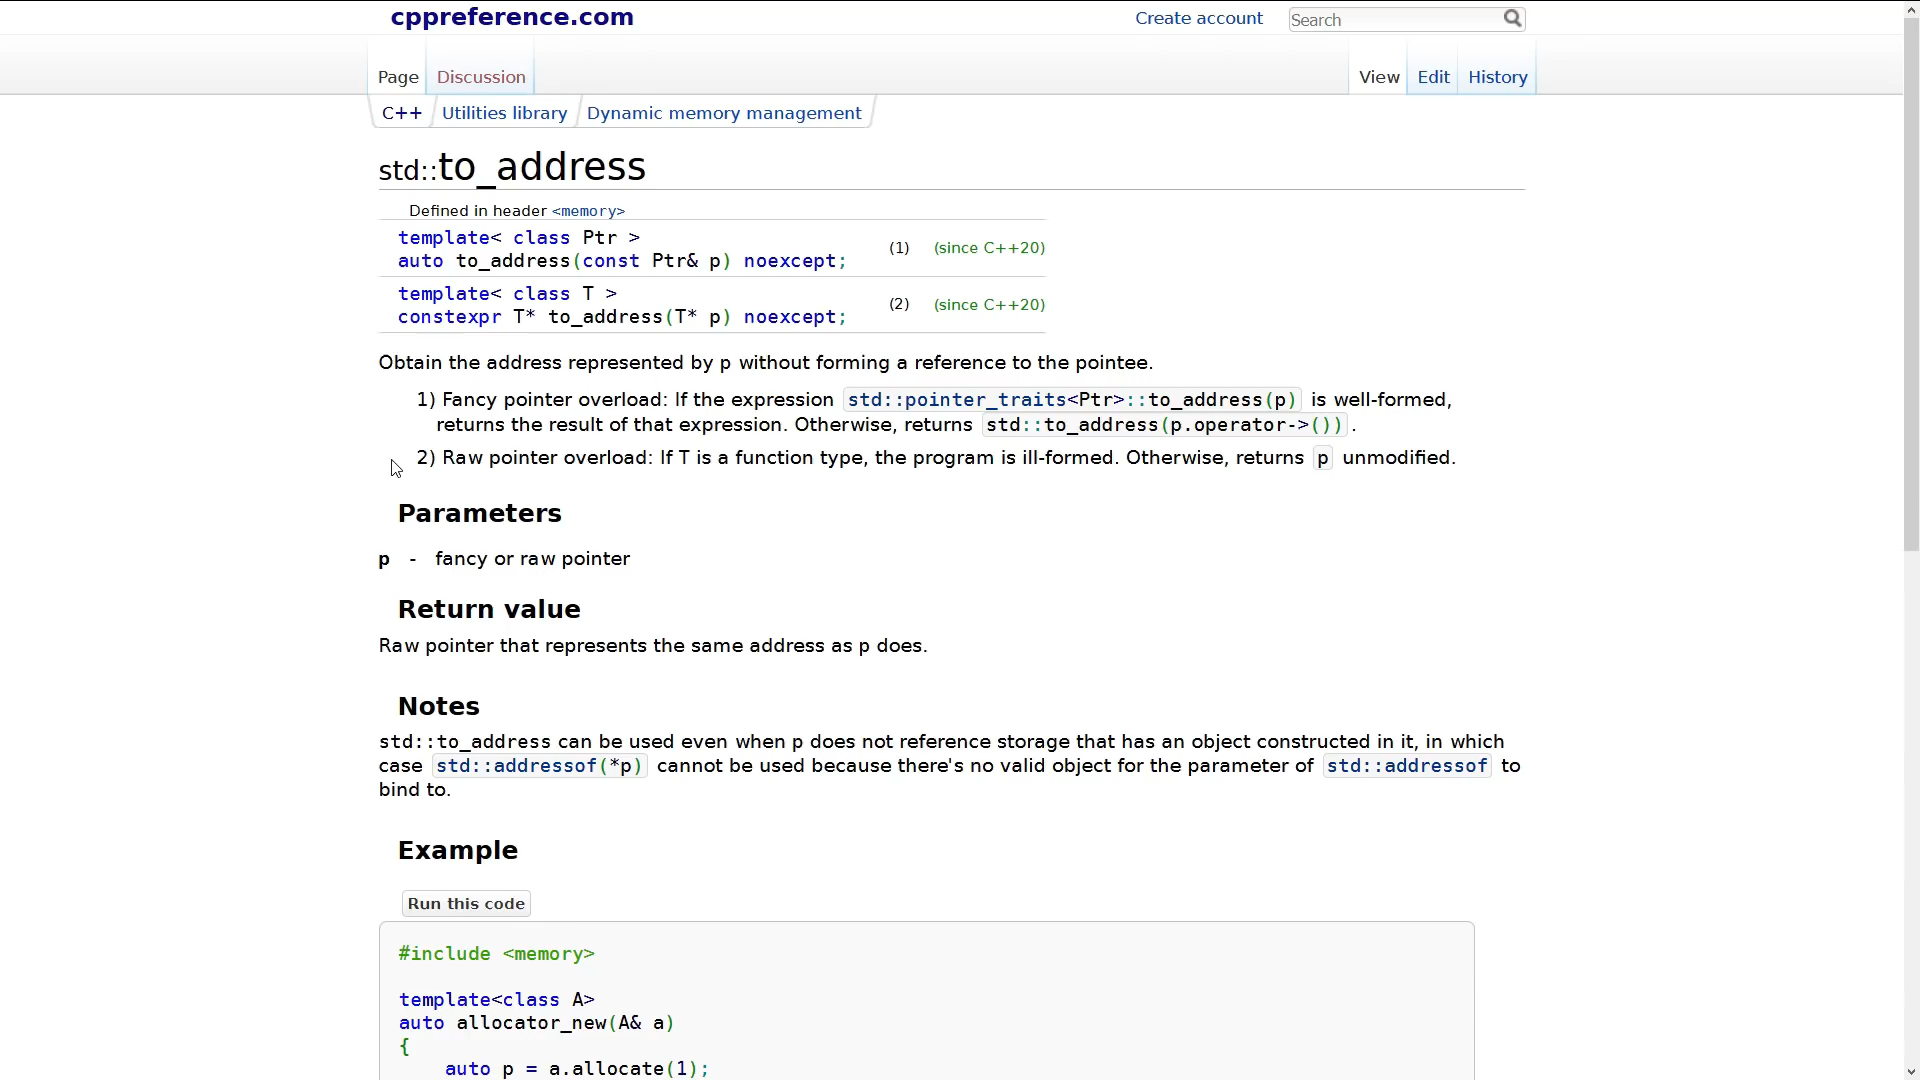 cppreference.com
Create account
Search
Page
Discussion
View
Edit
History
C++
Utilities library
Dynamic memory management
std::to_address
Defined in header <memory>
template< class Ptr >
auto to_address(const Ptr& p) noexcept;
(1)
(since C++20)
template< class T >
constexpr T* to_address(T* p) noexcept;
(2)
(since C++20)
Obtain the address represented by p without forming a reference to the pointee.
1) Fancy pointer overload: If the expression std::pointer_traits<Ptr>::to_address(p) is well-formed,
returns the result of that expression. Otherwise, returns std::to_address(p.operator->()).
2) Raw pointer overload: If T is a function type, the program is ill-formed. Otherwise, returns p unmodified.
Parameters
p - fancy or raw pointer
Return value
Raw pointer that represents the same address as p does.
Notes
std::to_address can be used even when p does not reference storage that has an object constructed in it, in which
case std::addressof(*p) cannot be used because there's no valid object for the parameter of std::addressof to
bind to.
Example
Run this code
#include <memory>
template<class A>
auto allocator_new(A& a)
{
auto p = a.allocate(1);